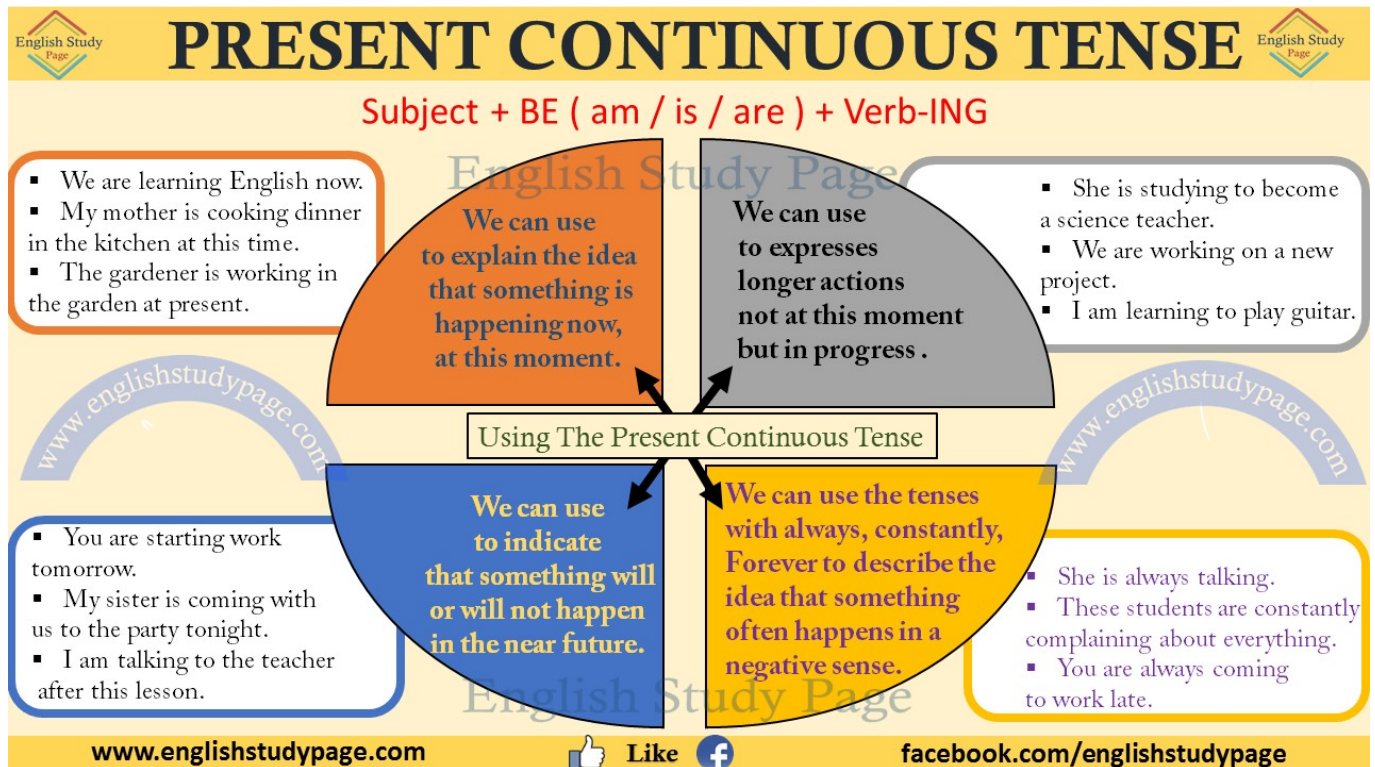 English Study
Page
PRESENT CONTINUOUS TENSE
English Study
Page
Subject + BE ( am / is / are ) + Verb-ING
English Study Page
▪ We are learning English now.
▪ My mother is cooking dinner
in the kitchen at this time.
▪ The gardener is working in
the garden at present.
We can use
to explain the idea
that something is
happening now,
at this moment.
We can use
to expresses
longer actions
not at this moment
but in progress .
▪ She is studying to become
a science teacher.
▪ We are working on a new
project.
▪ I am learning to play guitar.
www.englishstudypage.com
Using The Present Continuous Tense
www.englishstudypage.com
▪ You are starting work
tomorrow.
▪ My sister is coming with
us to the party tonight.
▪ I am talking to the teacher
after this lesson.
We can use
to indicate
that something will
or will not happen
in the near future.
We can use the tenses
with always, constantly,
Forever to describe the
idea that something
often happens in a
negative sense.
▪ She is always talking.
▪ These students are constantly
complaining about everything.
▪ You are always coming
to work late.
English Study Page
www.englishstudypage.com
Like
facebook.com/englishstudypage